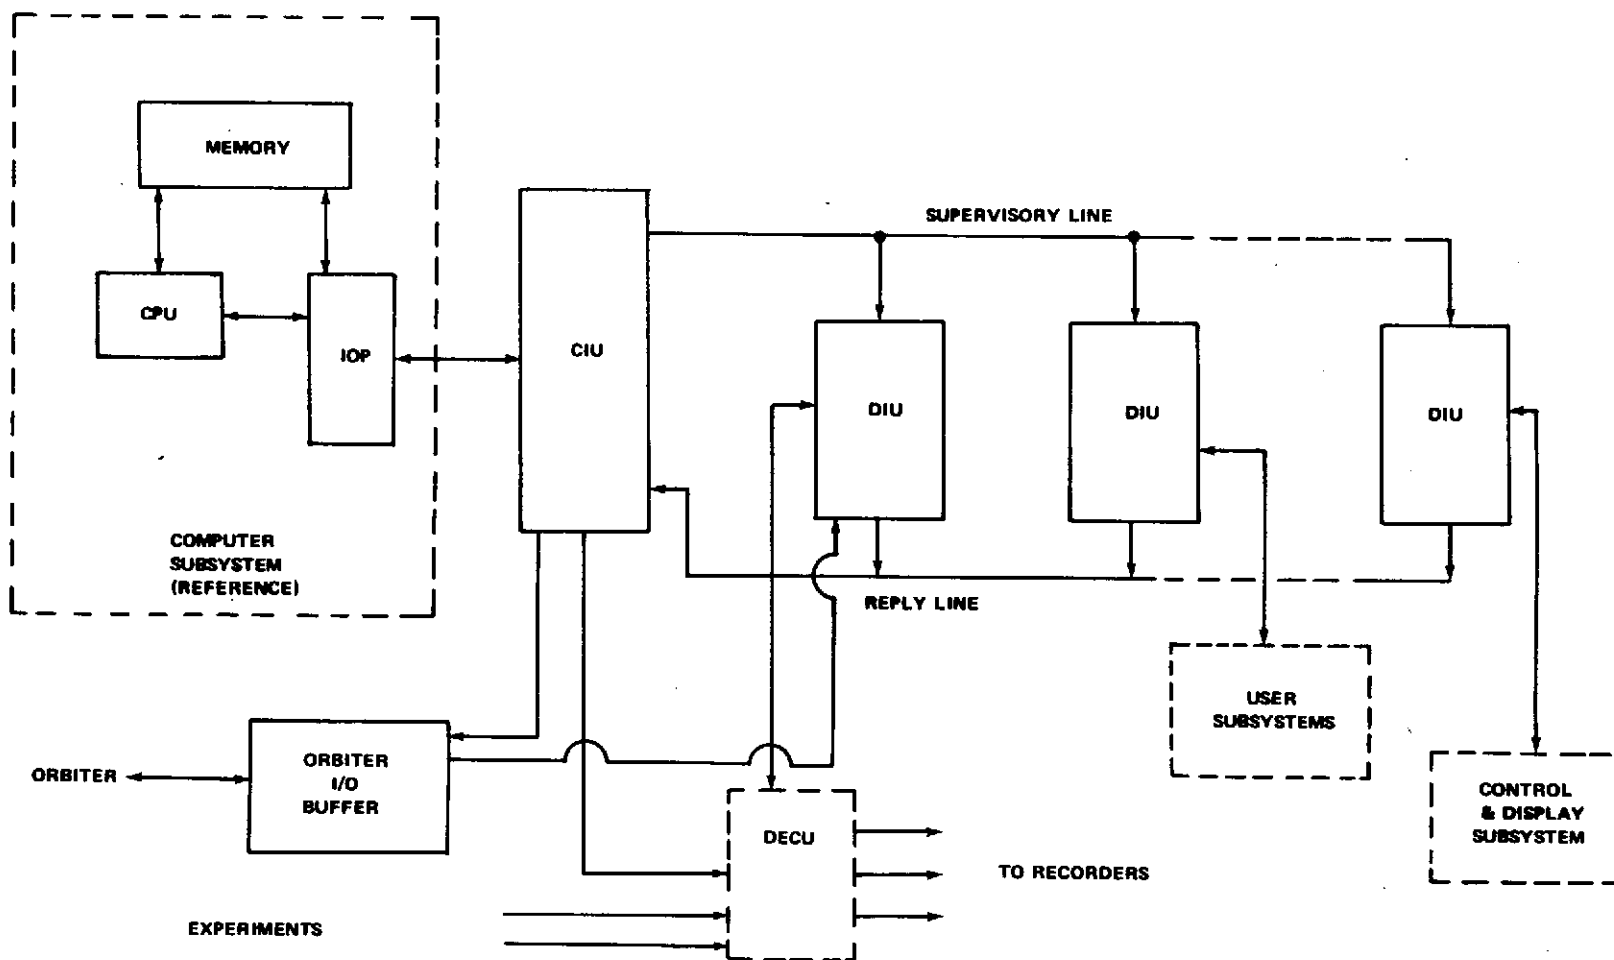 MEMORY
CPU
IOP
COMPUTER
SUBSYSTEM
(REFERENCE)
CIU
SUPERVISORY LINE
DIU
DIU
DIU
REPLY LINE
USER
SUBSYSTEMS
CONTROL
& DISPLAY
SUBSYSTEM
ORBITER
ORBITER
I/O
BUFFER
DECU
TO RECORDERS
EXPERIMENTS